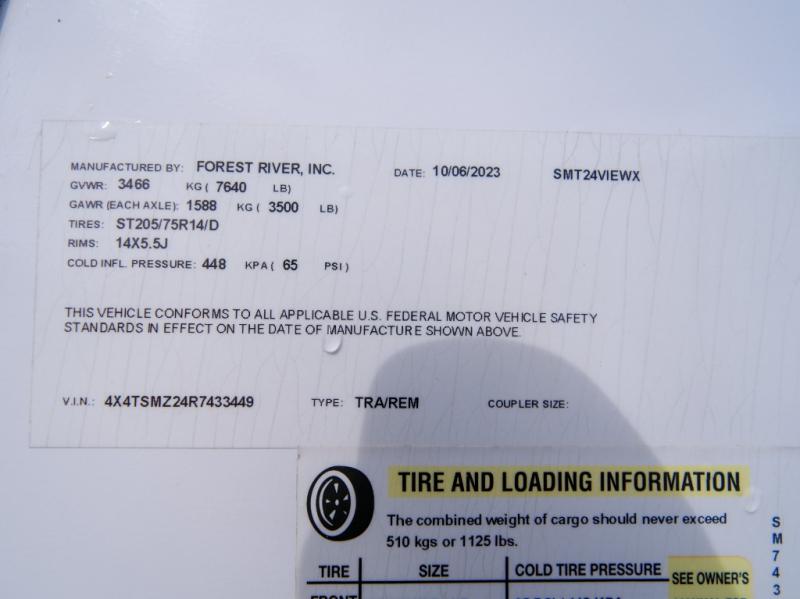 MANUFACTURED BY: FOREST RIVER, INC. DATE: 10/06/2023 SMT24VIEWX
GVWR: 3466 KG ( 7640 LB)
GAWR (EACH AXLE): 1588 KG ( 3500 LB)
TIRES: ST205/75R14/D
RIMS: 14X5.5J
COLD INFL. PRESSURE: 448 KPA ( 65 PSI )
THIS VEHICLE CONFORMS TO ALL APPLICABLE U.S. FEDERAL MOTOR VEHICLE SAFETY
STANDARDS IN EFFECT ON THE DATE OF MANUFACTURE SHOWN ABOVE.
V.I.N.: 4X4TSMZ24R7433449 TYPE: TRA/REM COUPLER SIZE:
TIRE AND LOADING INFORMATION
The combined weight of cargo should never exceed
510 kgs or 1125 lbs.
TIRE SIZE COLD TIRE PRESSURE SEE OWNER'S
SM743